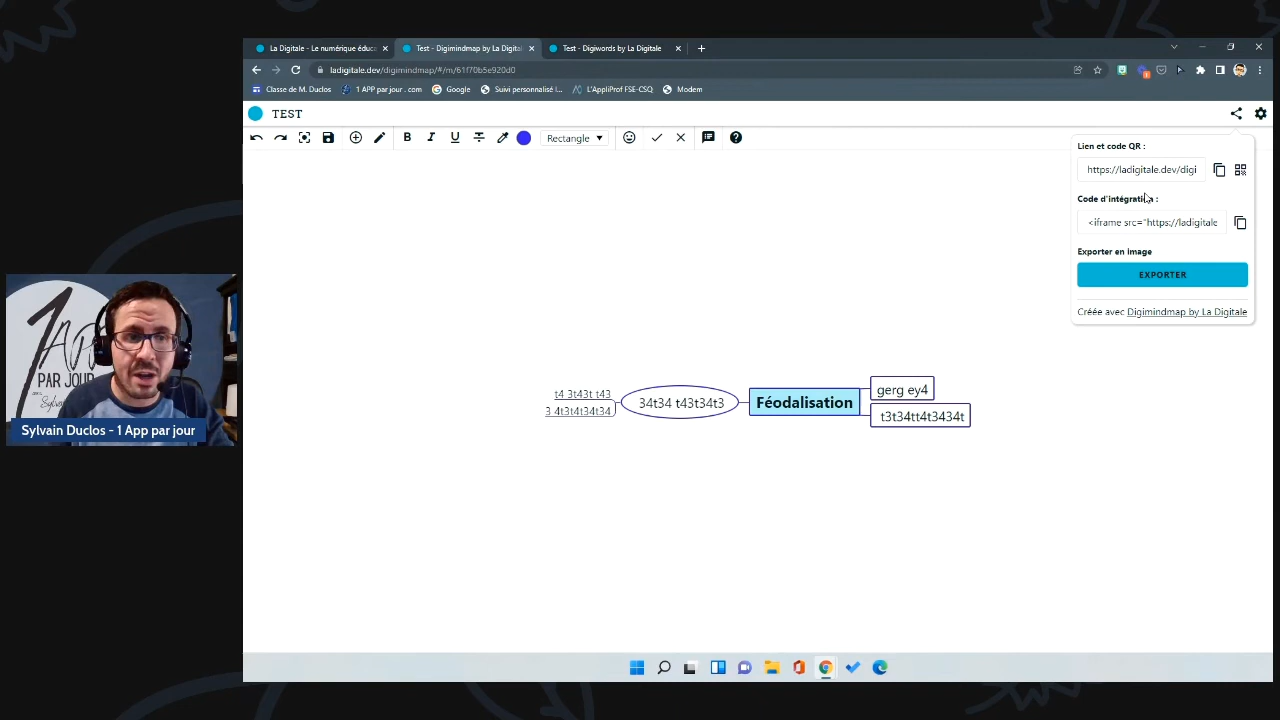 La Digitale - Le numérique éduca
Test - Digimindmap by La Digital
Test - Digiwords by La Digitale
ladigitale.dev/digimindmap/#/m/61f70b5e920d0
Classe de M. Duclos
1 APP par jour . com
Google
Suivi personnalisé l...
L'AppliProf FSE-CSQ
Modem
TEST
B I U
Rectangle
Lien et code QR :
https://ladigitale.dev/digi
Code d'intégration :
<iframe src="https://ladigitale
Exporter en image
EXPORTER
Créée avec Digimindmap by La Digitale
1 APP
PAR JOUR
Sylvain Duclos - 1 App par jour
t4 3t43t t43
3 4t3t4t34t34
34t34 t43t34t3
Féodalisation
gerg ey4
t3t34tt4t3434t